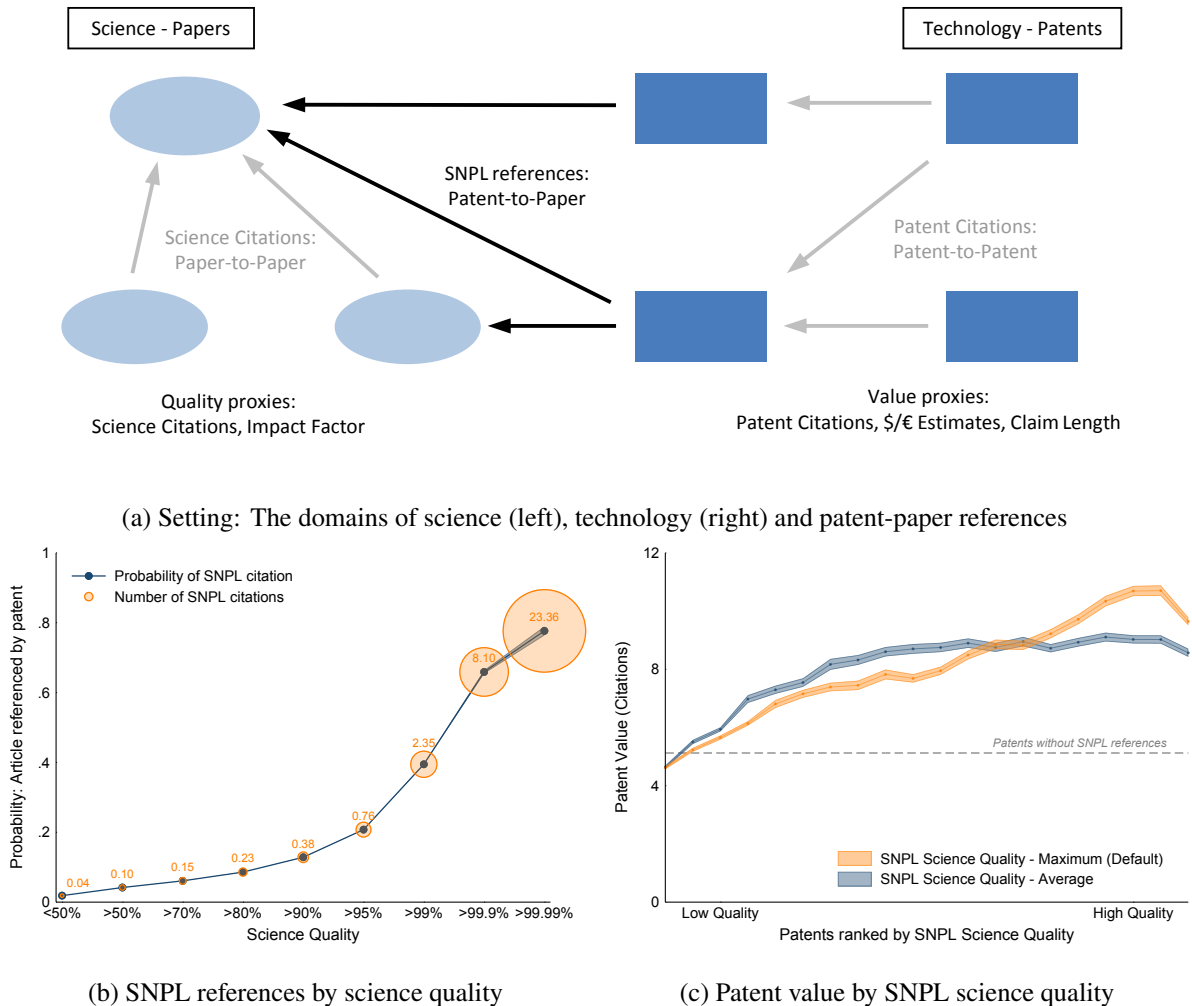 Science - Papers
Technology - Patents
SNPL references:
Patent-to-Paper
Science Citations:
Paper-to-Paper
Patent Citations:
Patent-to-Patent
Quality proxies:
Science Citations, Impact Factor
Value proxies:
Patent Citations, $/€ Estimates, Claim Length
(a) Setting: The domains of science (left), technology (right) and patent-paper references
Probability: Article referenced by patent
1
.8
.6
.4
.2
0
Probability of SNPL citation
Number of SNPL citations
0.04
0.10
0.15
0.23
0.38
0.76
2.35
8.10
23.36
<50%
>50%
>70%
>80%
>90%
>95%
>99%
>99.9%
>99.99%
Science Quality
(b) SNPL references by science quality
Patent Value (Citations)
12
8
4
0
Patents without SNPL references
SNPL Science Quality - Maximum (Default)
SNPL Science Quality - Average
Low Quality
High Quality
Patents ranked by SNPL Science Quality
(c) Patent value by SNPL science quality